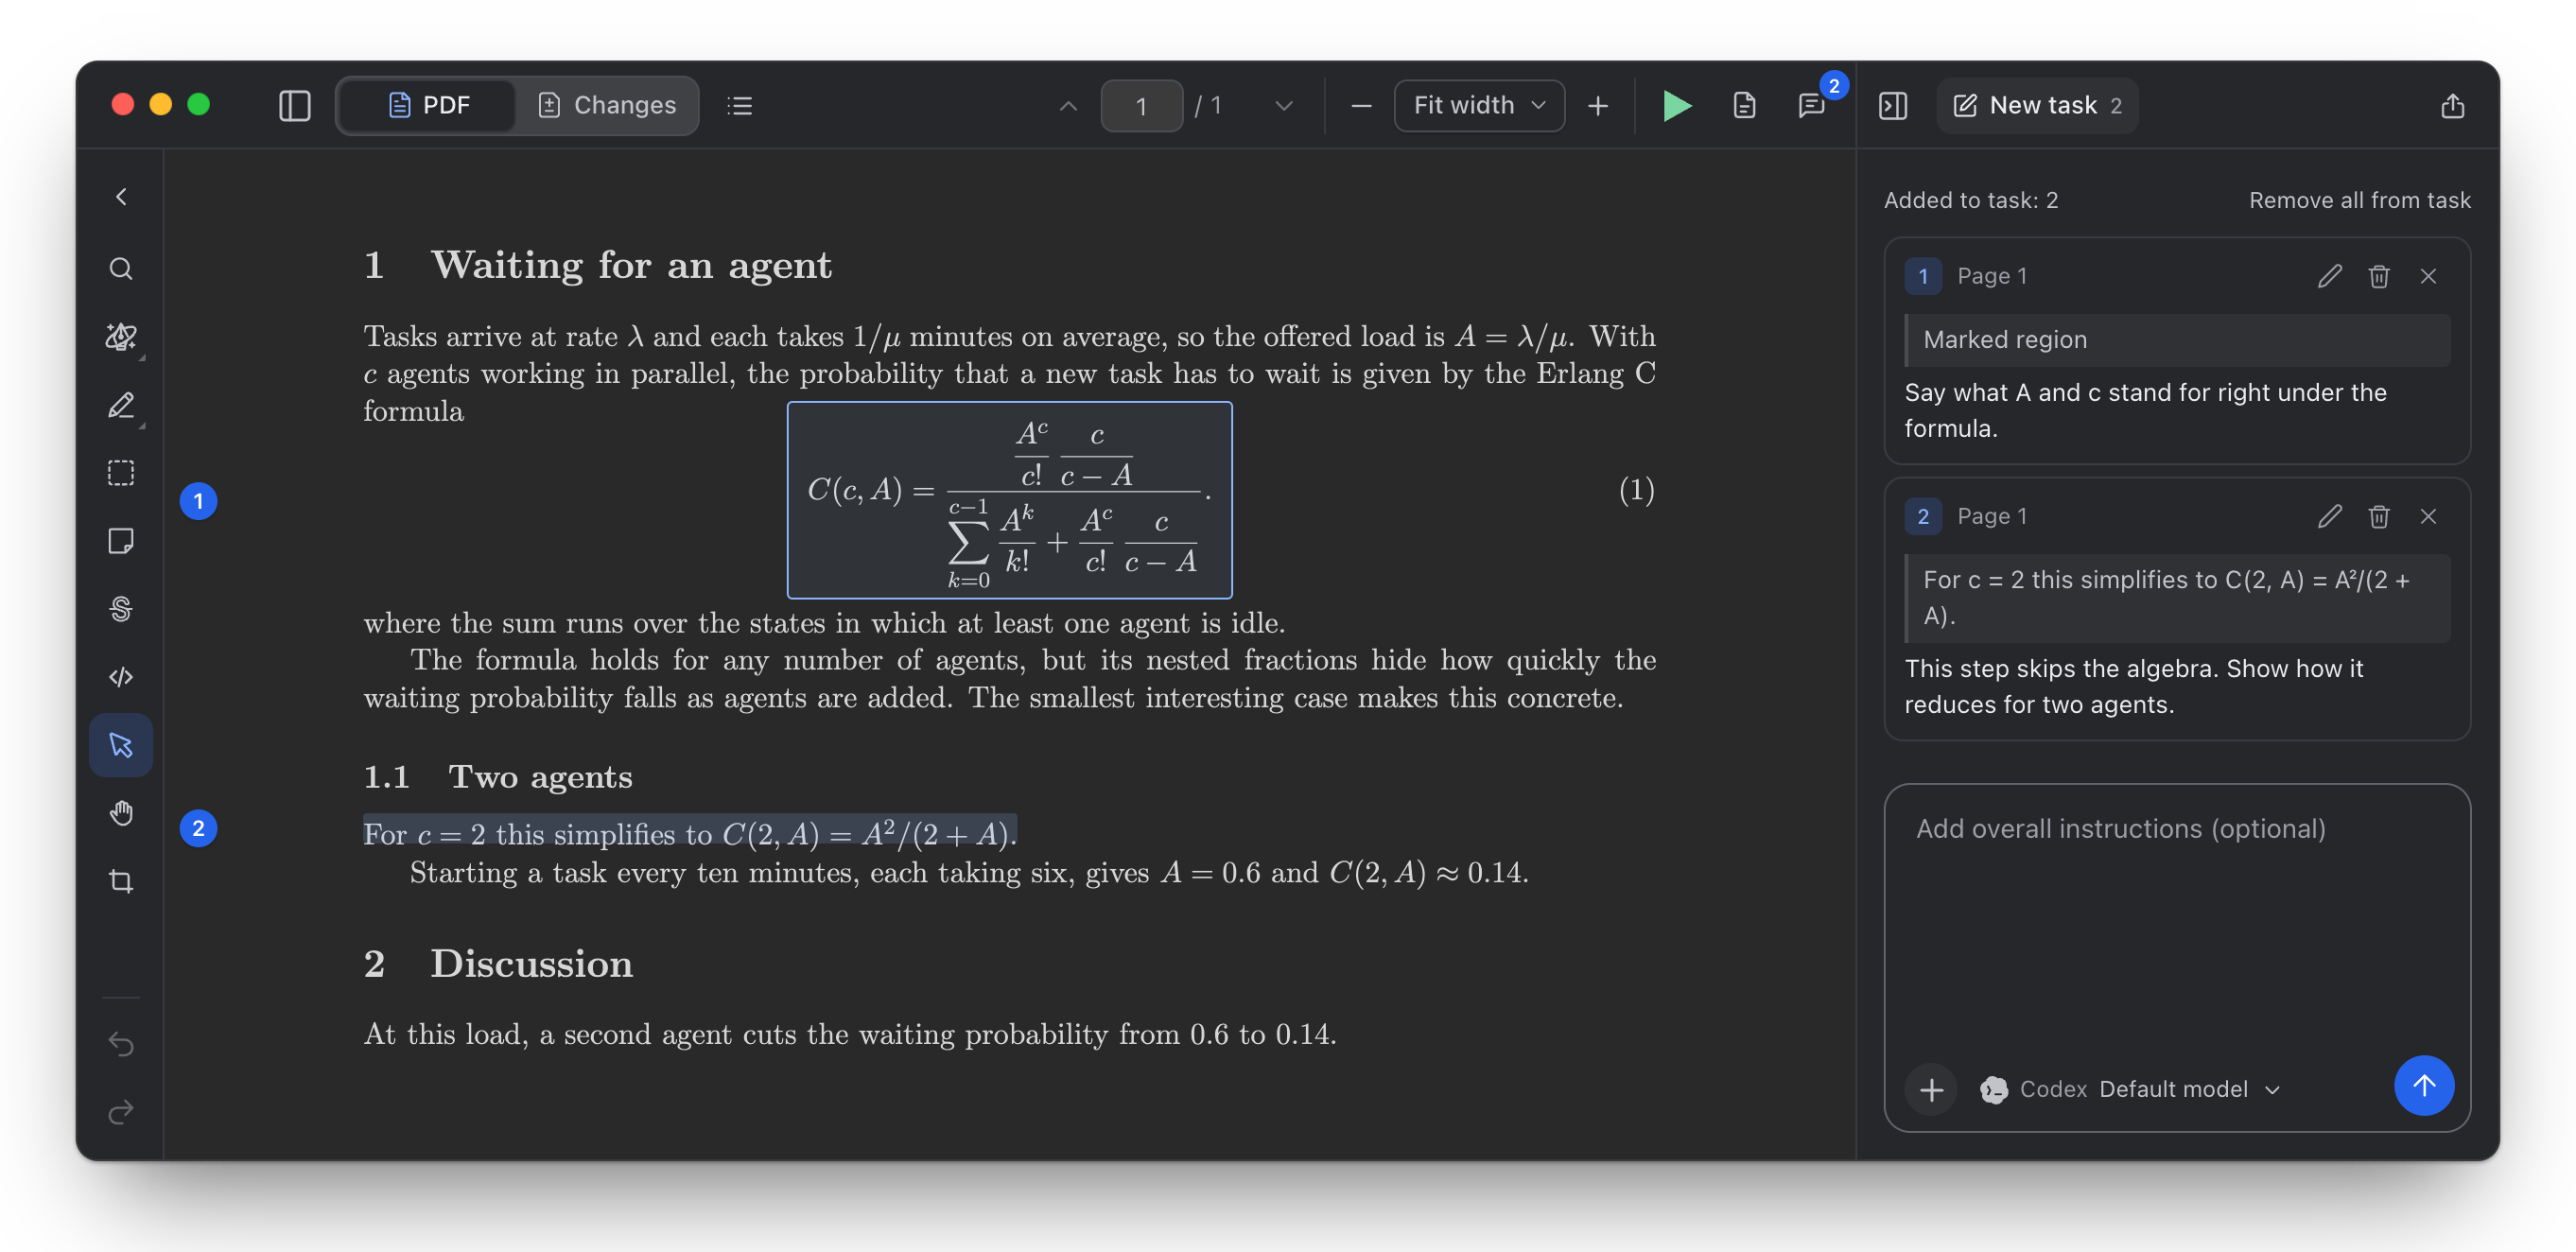 PDF
Changes
1 / 1
Fit width
2
New task 2
1 Waiting for an agent
Tasks arrive at rate λ and each takes 1/μ minutes on average, so the offered load is A = λ/μ. With
c agents working in parallel, the probability that a new task has to wait is given by the Erlang C
formula
1
C(c, A) = \frac{\frac{A^c}{c!} \frac{c}{c − A}}{\sum_{k=0}^{c−1} \frac{A^k}{k!} + \frac{A^c}{c!} \frac{c}{c − A}}. (1)
where the sum runs over the states in which at least one agent is idle.
The formula holds for any number of agents, but its nested fractions hide how quickly the
waiting probability falls as agents are added. The smallest interesting case makes this concrete.
1.1 Two agents
2
For c = 2 this simplifies to C(2, A) = A²/(2 + A).
Starting a task every ten minutes, each taking six, gives A = 0.6 and C(2, A) ≈ 0.14.
2 Discussion
At this load, a second agent cuts the waiting probability from 0.6 to 0.14.
Added to task: 2
Remove all from task
1 Page 1
Marked region
Say what A and c stand for right under the
formula.
2 Page 1
For c = 2 this simplifies to C(2, A) = A²/(2 +
A).
This step skips the algebra. Show how it
reduces for two agents.
Add overall instructions (optional)
Codex Default model